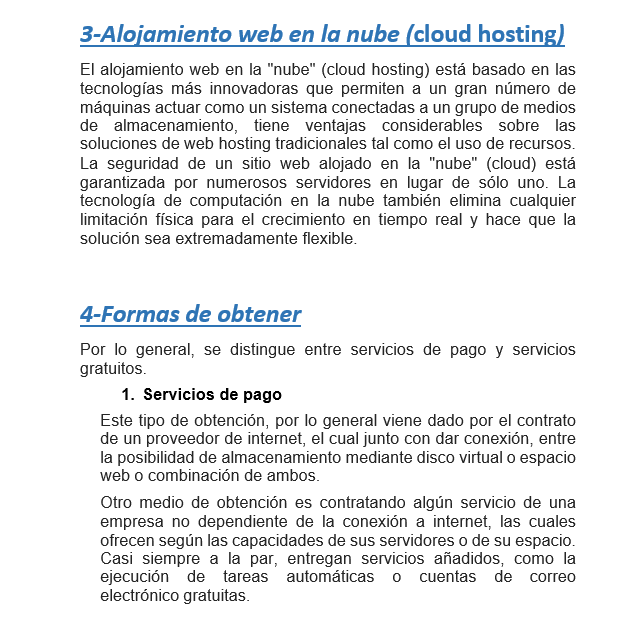 3-Alojamiento web en la nube (cloud hosting)
El alojamiento web en la "nube" (cloud hosting) está basado en las
tecnologías más innovadoras que permiten a un gran número de
máquinas actuar como un sistema conectadas a un grupo de medios
de almacenamiento, tiene ventajas considerables sobre las
soluciones de web hosting tradicionales tal como el uso de recursos.
La seguridad de un sitio web alojado en la "nube" (cloud) está
garantizada por numerosos servidores en lugar de sólo uno. La
tecnología de computación en la nube también elimina cualquier
limitación física para el crecimiento en tiempo real y hace que la
solución sea extremadamente flexible.
4-Formas de obtener
Por lo general, se distingue entre servicios de pago y servicios
gratuitos.
1. Servicios de pago
Este tipo de obtención, por lo general viene dado por el contrato
de un proveedor de internet, el cual junto con dar conexión, entre
la posibilidad de almacenamiento mediante disco virtual o espacio
web o combinación de ambos.
Otro medio de obtención es contratando algún servicio de una
empresa no dependiente de la conexión a internet, las cuales
ofrecen según las capacidades de sus servidores o de su espacio.
Casi siempre a la par, entregan servicios añadidos, como la
ejecución de tareas automáticas o cuentas de correo
electrónico gratuitas.